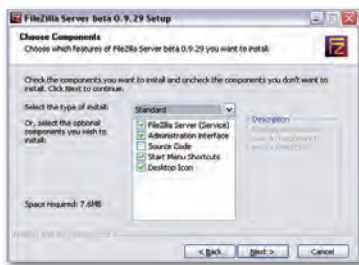 FileZilla Server beta 0.9.29 Setup
Choose Components
Choose which features of FileZilla Server beta 0.9.29 you want to install.
Check the components you want to install and uncheck the components you don't want to install. Click Next to continue.
Select the type of install:
Standard
Or, select the optional components you wish to install:
FileZilla Server (Service)
Administration Interface
Source Code
Start Menu Shortcuts
Desktop Icon
Description
Space required: 7.6MB
< Back
Next >
Cancel